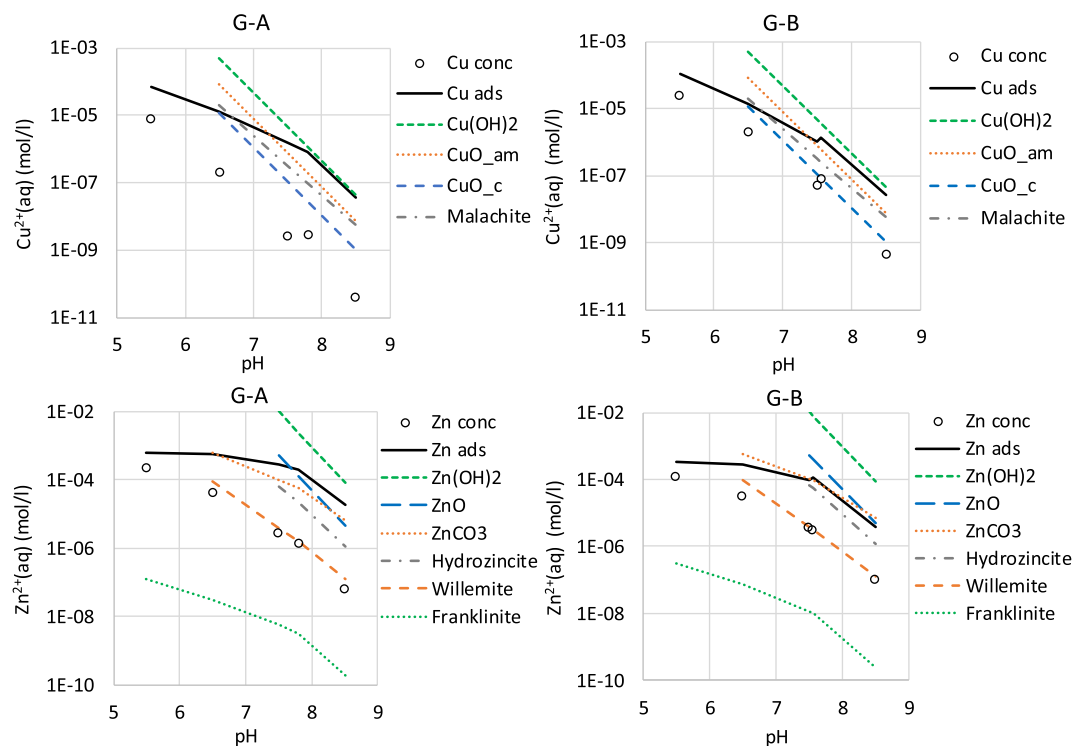 G-A
1E-03
1E-05
1E-07
1E-09
1E-11
Cu²⁺(aq) (mol/l)
5 6 7 8 9
pH
Cu conc
Cu ads
Cu(OH)2
CuO_am
CuO_c
Malachite
G-B
1E-03
1E-05
1E-07
1E-09
1E-11
Cu²⁺(aq) (mol/l)
5 6 7 8 9
pH
Cu conc
Cu ads
Cu(OH)2
CuO_am
CuO_c
Malachite
G-A
1E-02
1E-04
1E-06
1E-08
1E-10
Zn²⁺(aq) (mol/l)
5 6 7 8 9
pH
Zn conc
Zn ads
Zn(OH)2
ZnO
ZnCO3
Hydrozincite
Willemite
Franklinite
G-B
1E-02
1E-04
1E-06
1E-08
1E-10
Zn²⁺(aq) (mol/l)
5 6 7 8 9
pH
Zn conc
Zn ads
Zn(OH)2
ZnO
ZnCO3
Hydrozincite
Willemite
Franklinite